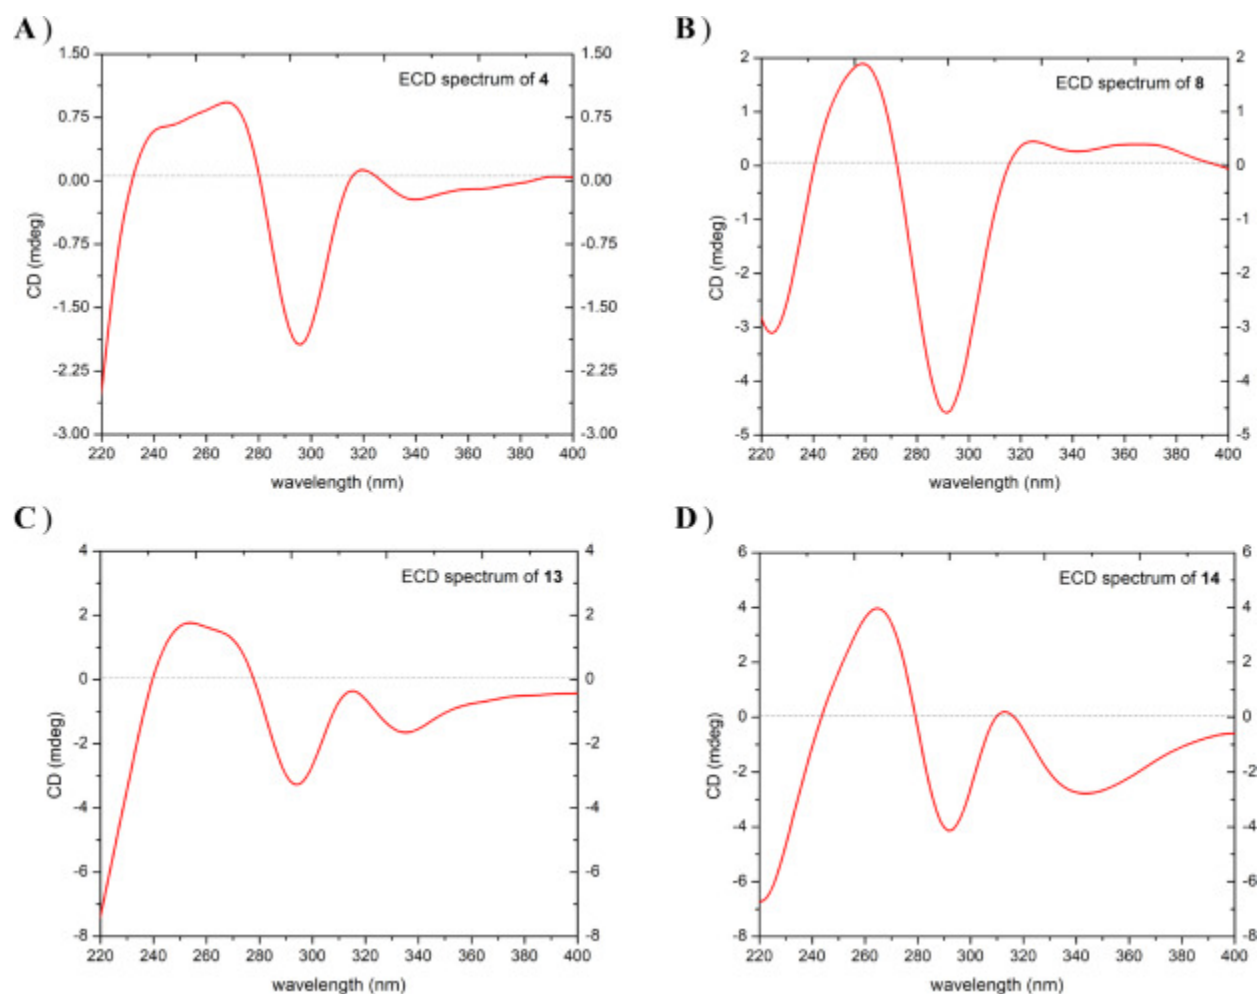 A )
ECD spectrum of 4
1.50 0.75 0.00 -0.75 -1.50 -2.25 -3.00
CD (mdeg)
1.50 0.75 0.00 -0.75 -1.50 -2.25 -3.00
220 240 260 280 300 320 340 360 380 400
wavelength (nm)
B )
ECD spectrum of 8
2 1 0 -1 -2 -3 -4 -5
CD (mdeg)
2 1 0 -1 -2 -3 -4 -5
220 240 260 280 300 320 340 360 380 400
wavelength (nm)
C )
ECD spectrum of 13
4 2 0 -2 -4 -6 -8
CD (mdeg)
4 2 0 -2 -4 -6 -8
220 240 260 280 300 320 340 360 380 400
wavelength (nm)
D )
ECD spectrum of 14
6 4 2 0 -2 -4 -6 -8
CD (mdeg)
6 4 2 0 -2 -4 -6 -8
220 240 260 280 300 320 340 360 380 400
wavelength (nm)